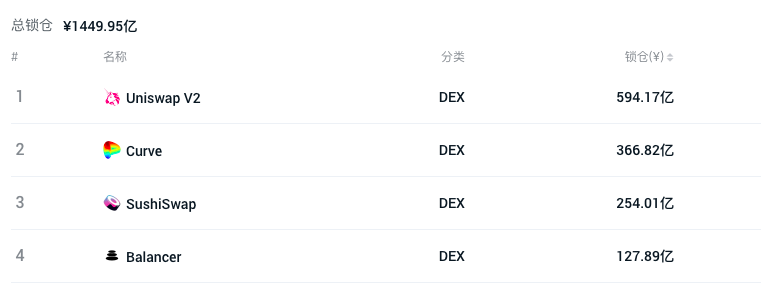 总锁仓 ¥1449.95亿
# 名称 分类 锁仓(¥)
1 Uniswap V2 DEX 594.17亿
2 Curve DEX 366.82亿
3 SushiSwap DEX 254.01亿
4 Balancer DEX 127.89亿